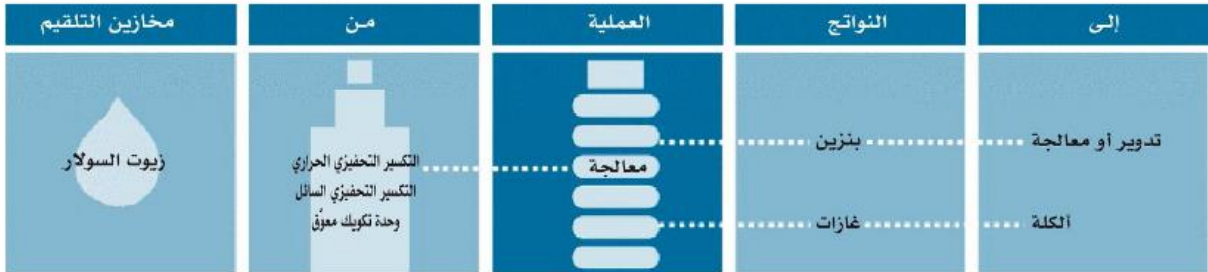 إلى
النواتج
العملية
من
مخازين التلقيم
تدوير أو معالجة
بنزين
معالجة
التكسير التحفيزي الحراري
زيوت السولار
التكسير التحفيزي السائل
وحدة تكويك معوَّق
ألكلة
غازات